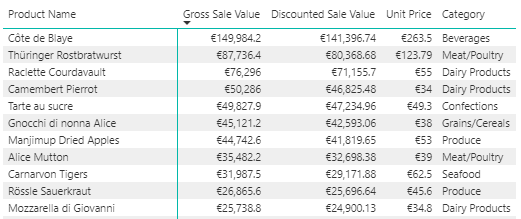 Product Name Gross Sale Value Discounted Sale Value Unit Price Category
Côte de Blaye €149,984.2 €141,396.74 €263.5 Beverages
Thüringer Rostbratwurst €87,736.4 €80,368.68 €123.79 Meat/Poultry
Raclette Courdavault €76,296 €71,155.7 €55 Dairy Products
Camembert Pierrot €50,286 €46,825.48 €34 Dairy Products
Tarte au sucre €49,827.9 €47,234.96 €49.3 Confections
Gnocchi di nonna Alice €45,121.2 €42,593.06 €38 Grains/Cereals
Manjimup Dried Apples €44,742.6 €41,819.65 €53 Produce
Alice Mutton €35,482.2 €32,698.38 €39 Meat/Poultry
Carnarvon Tigers €31,987.5 €29,171.88 €62.5 Seafood
Rössle Sauerkraut €26,865.6 €25,696.64 €45.6 Produce
Mozzarella di Giovanni €25,738.8 €24,900.13 €34.8 Dairy Products